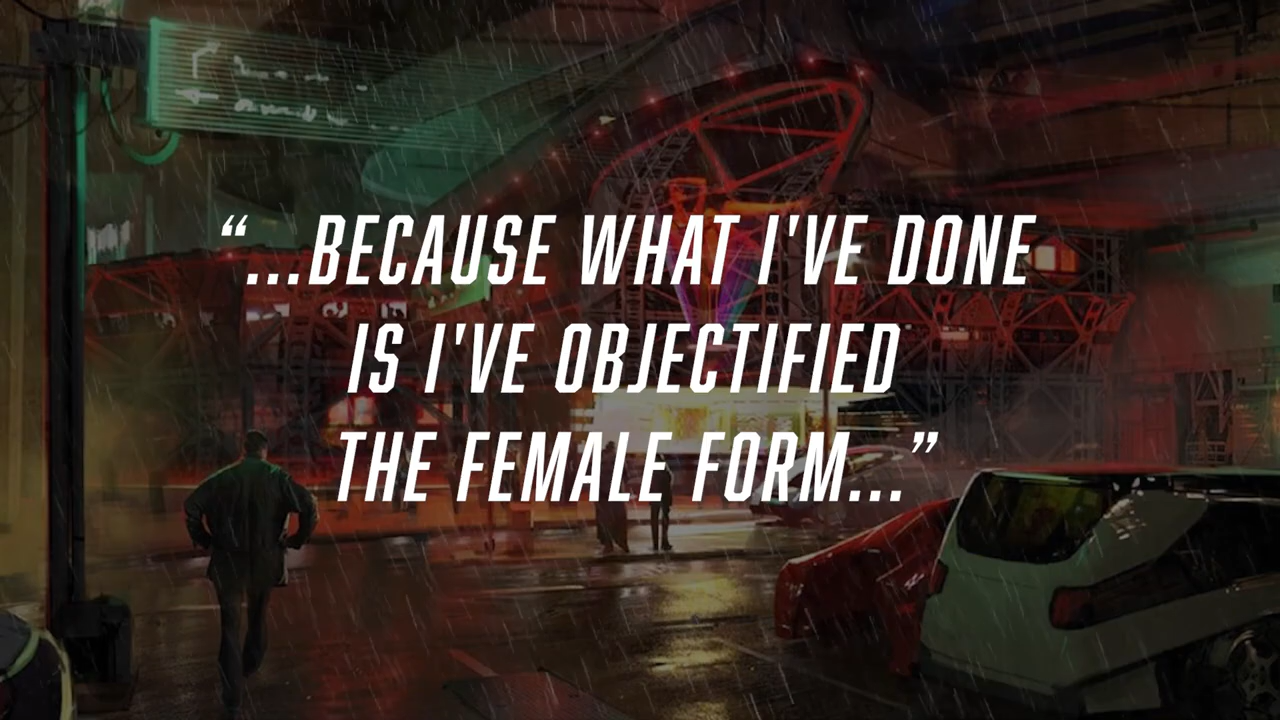 “...BECAUSE WHAT I'VE DONE
IS I'VE OBJECTIFIED
THE FEMALE FORM...”